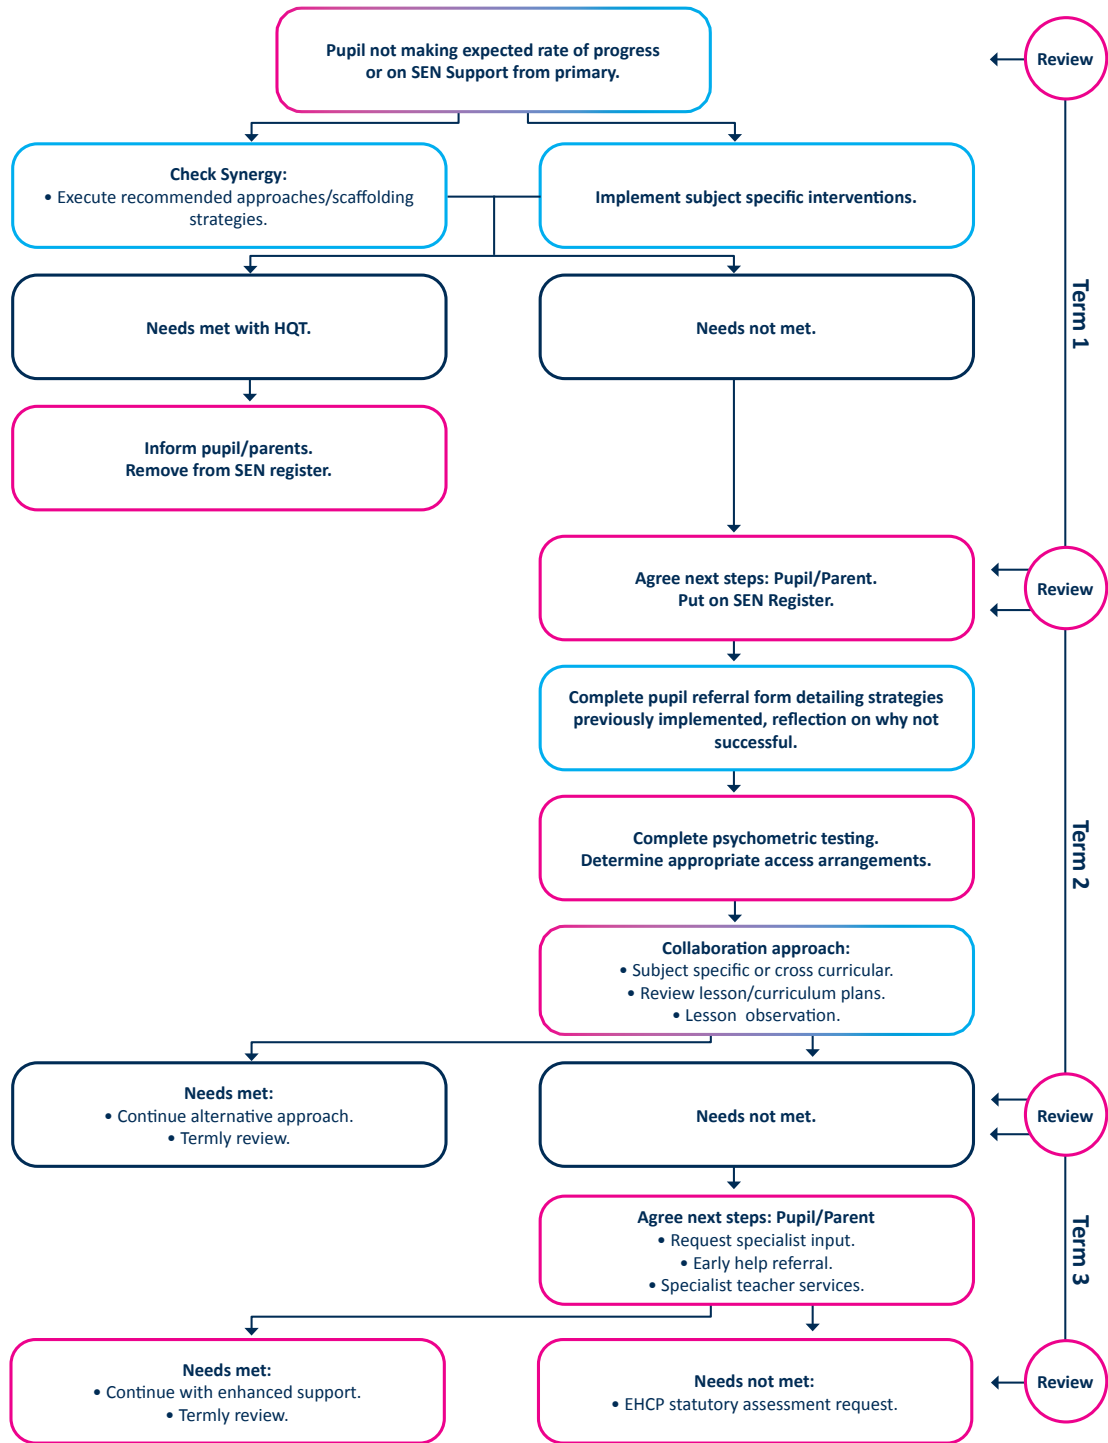 Pupil not making expected rate of progress
or on SEN Support from primary.
Review
Check Synergy:
• Execute recommended approaches/scaffolding
strategies.
Implement subject specific interventions.
Needs met with HQT.
Needs not met.
Term 1
Inform pupil/parents.
Remove from SEN register.
Agree next steps: Pupil/Parent.
Put on SEN Register.
Review
Complete pupil referral form detailing strategies
previously implemented, reflection on why not
successful.
Complete psychometric testing.
Determine appropriate access arrangements.
Term 2
Collaboration approach:
• Subject specific or cross curricular.
• Review lesson/curriculum plans.
• Lesson observation.
Needs met:
• Continue alternative approach.
• Termly review.
Needs not met.
Review
Agree next steps: Pupil/Parent
• Request specialist input.
• Early help referral.
• Specialist teacher services.
Term 3
Needs met:
• Continue with enhanced support.
• Termly review.
Needs not met:
• EHCP statutory assessment request.
Review